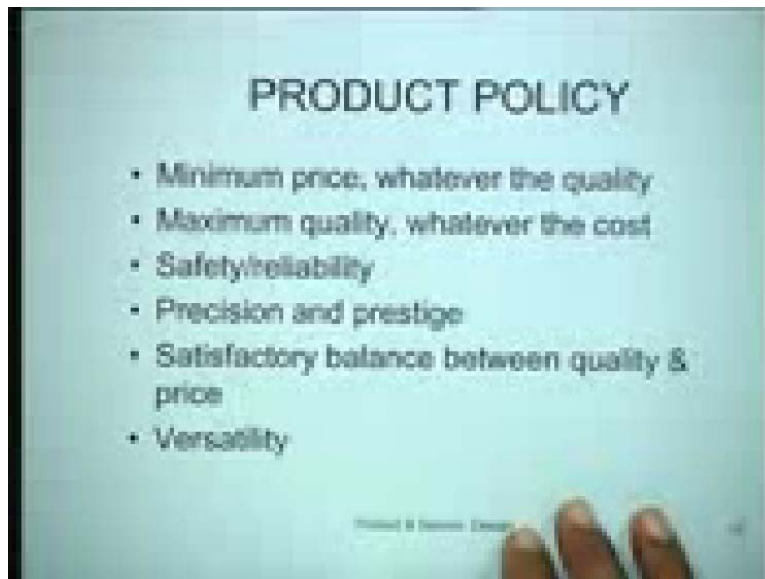 PRODUCT POLICY
• Minimum price, whatever the quality
• Maximum quality, whatever the cost
• Safety/reliability
• Precision and prestige
• Satisfactory balance between quality &
price
• Versatility